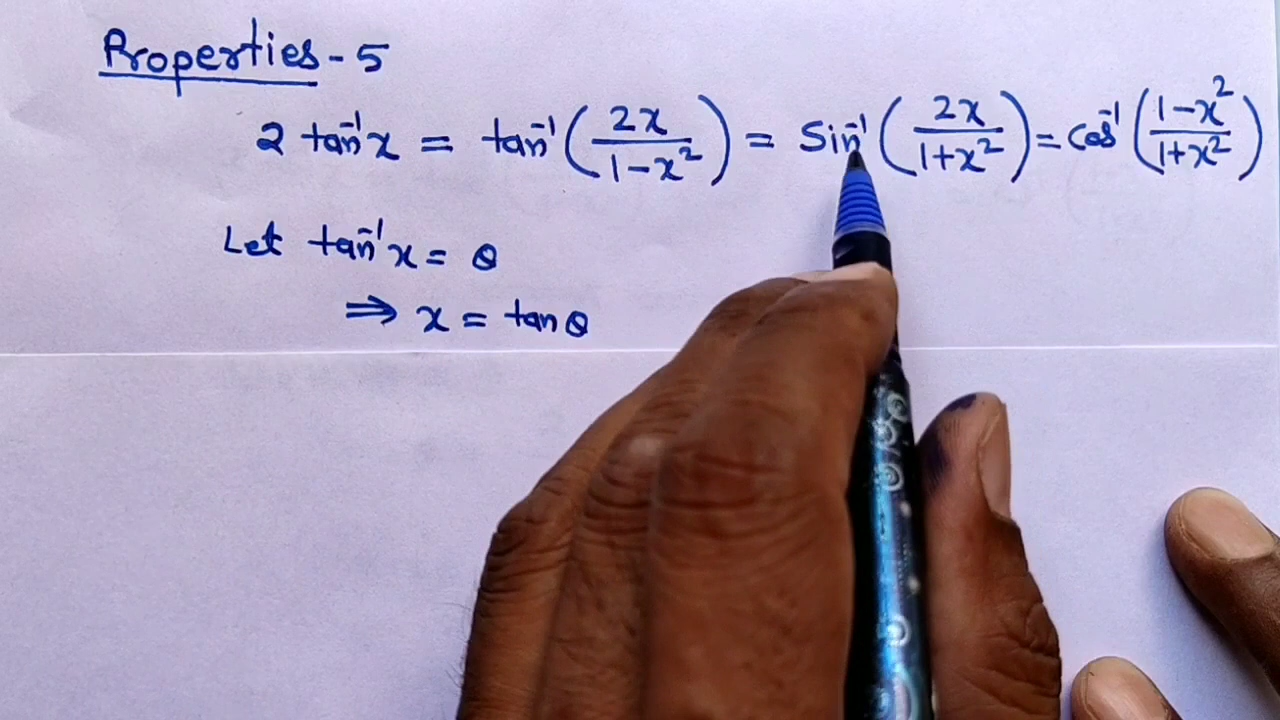 Properties - 5
2 tan⁻¹x = tan⁻¹(2x/(1-x²)) = Sin⁻¹(2x/(1+x²)) = Cos⁻¹((1-x²)/(1+x²))
Let tan⁻¹x = θ
⇒ x = tanθ